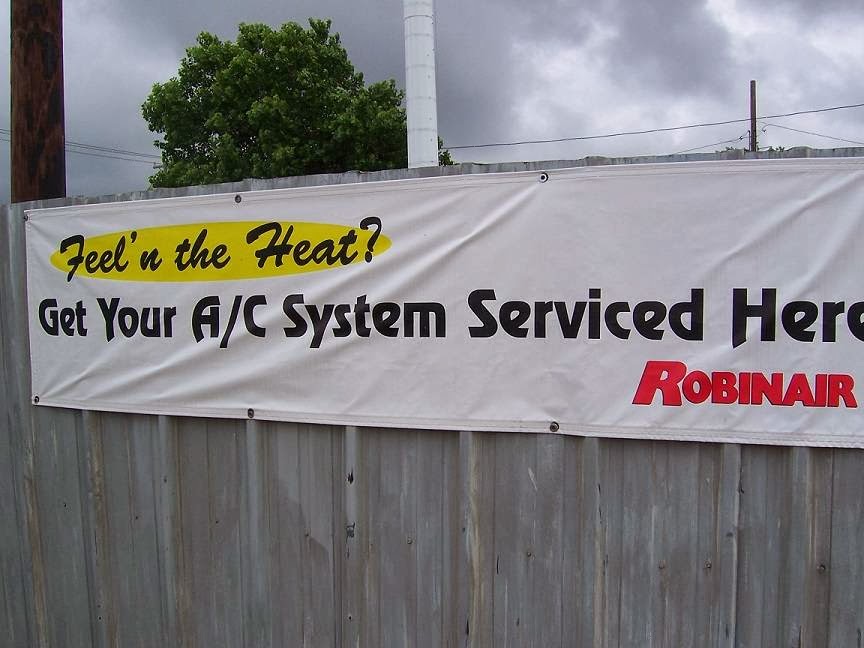 Feel'n the Heat?
Get Your A/C System Serviced Here
ROBINAIR